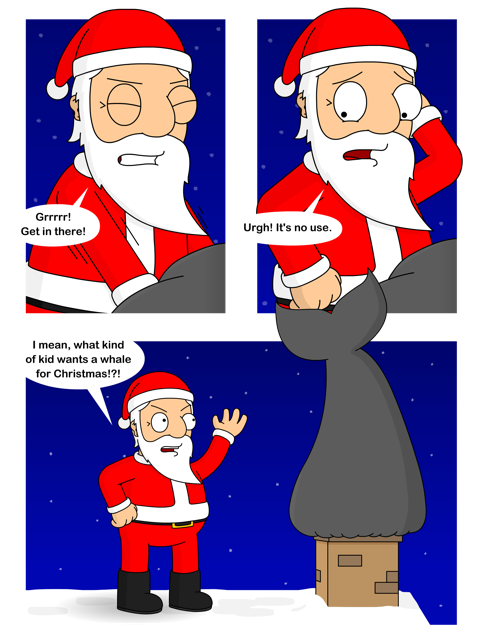 Grrrrr!
Get in there!
Urgh! It's no use.
I mean, what kind
of kid wants a whale
for Christmas!?!